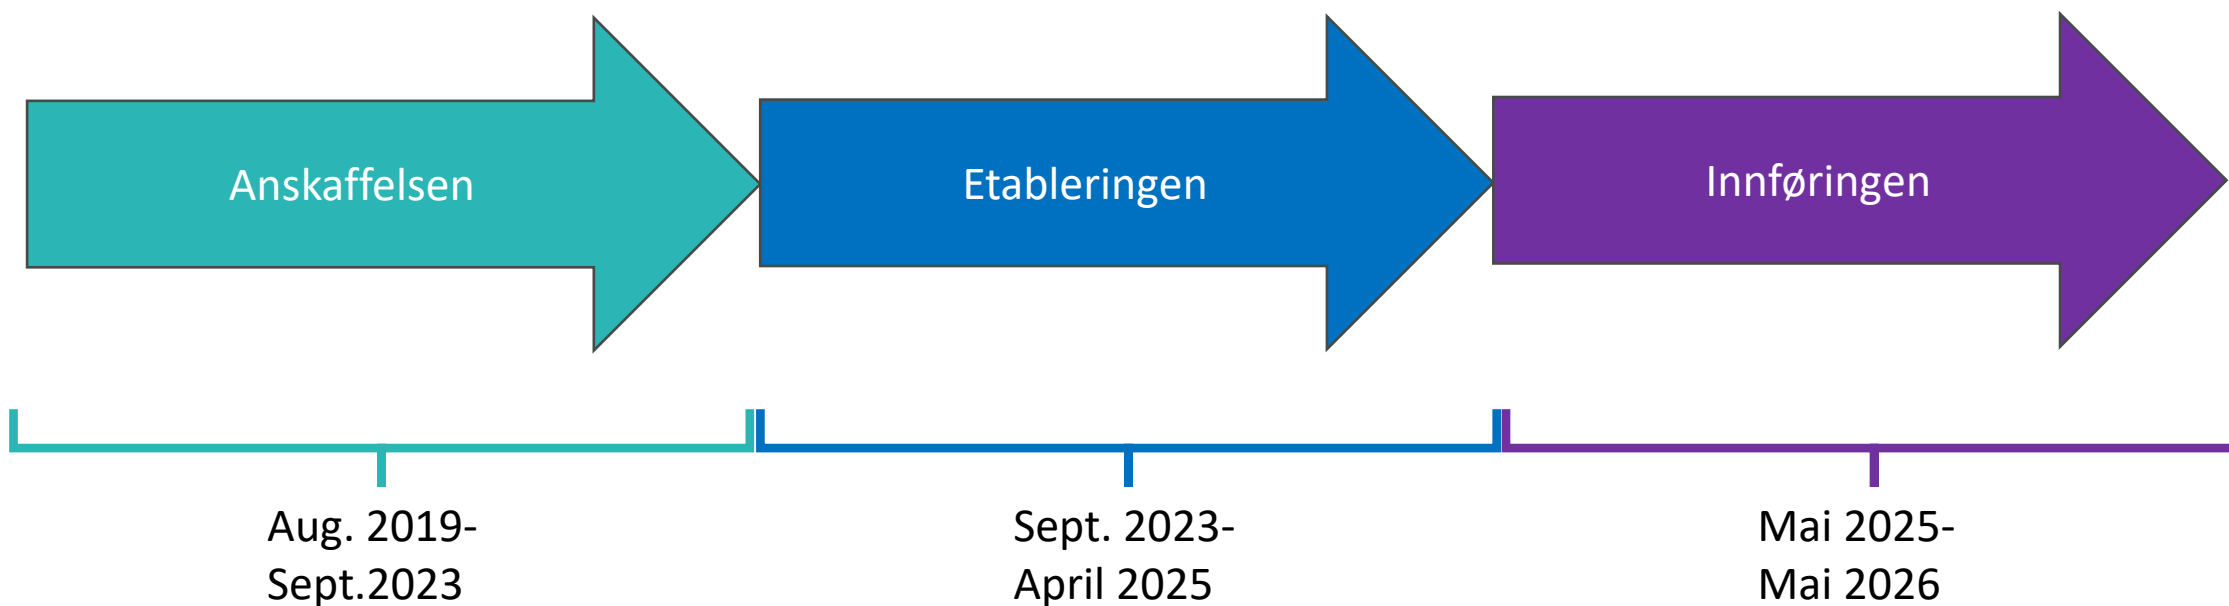 Anskaffelsen
Etableringen
Innføringen
Aug. 2019-
Sept.2023
Sept. 2023-
April 2025
Mai 2025-
Mai 2026